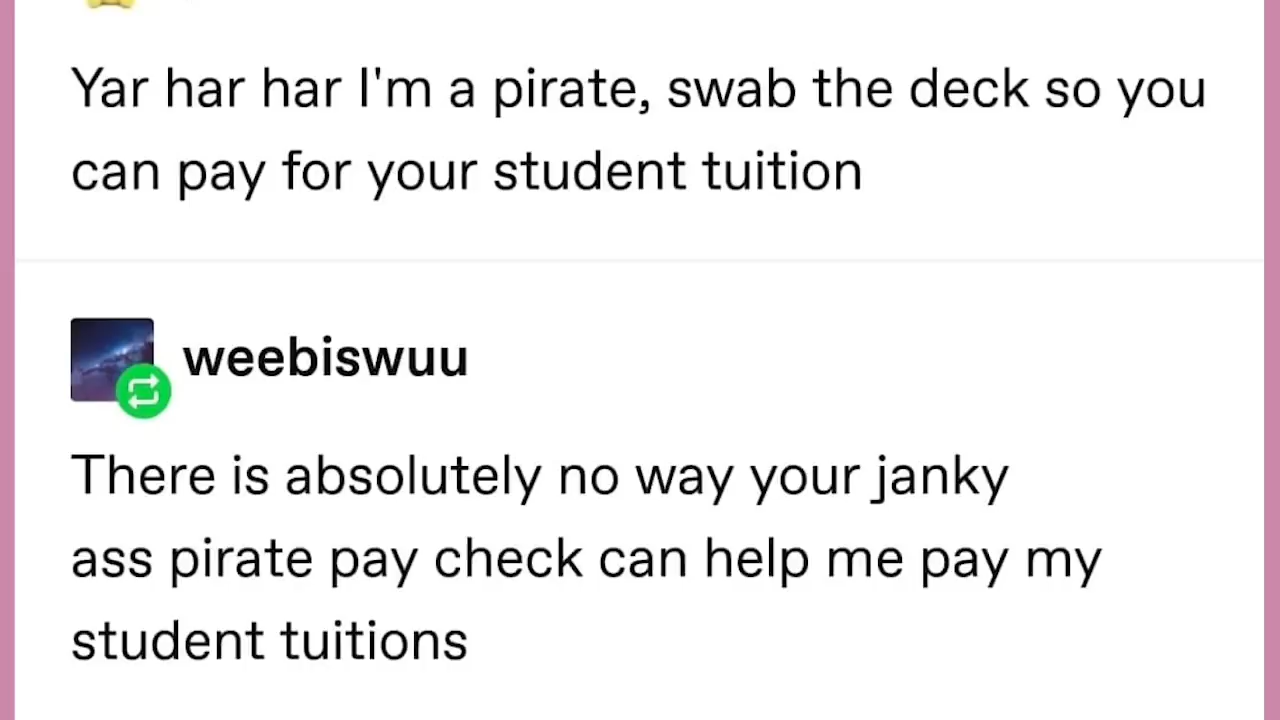 Yar har har I'm a pirate, swab the deck so you
can pay for your student tuition
weebiswuu
There is absolutely no way your janky
ass pirate pay check can help me pay my
student tuitions